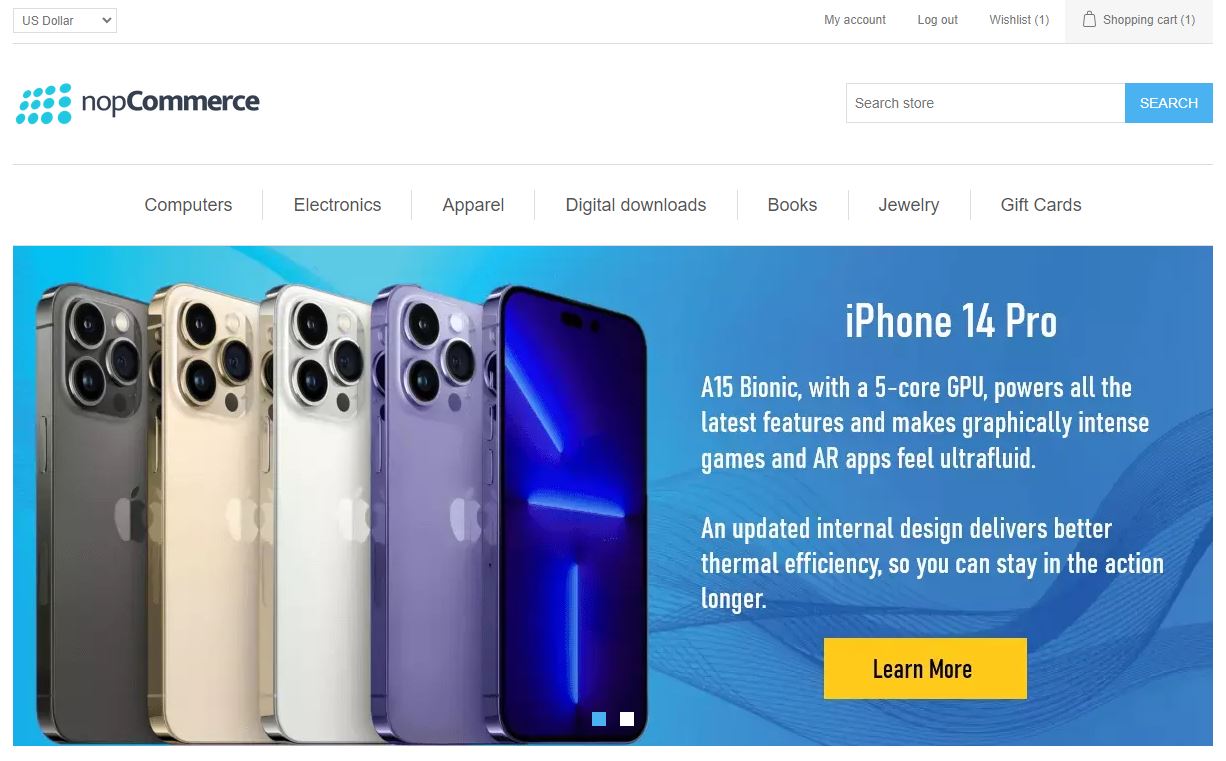 US Dollar
My account
Log out
Wishlist (1)
Shopping cart (1)
nopCommerce
Search store
SEARCH
Computers
Electronics
Apparel
Digital downloads
Books
Jewelry
Gift Cards
iPhone 14 Pro
A15 Bionic, with a 5-core GPU, powers all the
latest features and makes graphically intense
games and AR apps feel ultrafluid.
An updated internal design delivers better
thermal efficiency, so you can stay in the action
longer.
Learn More